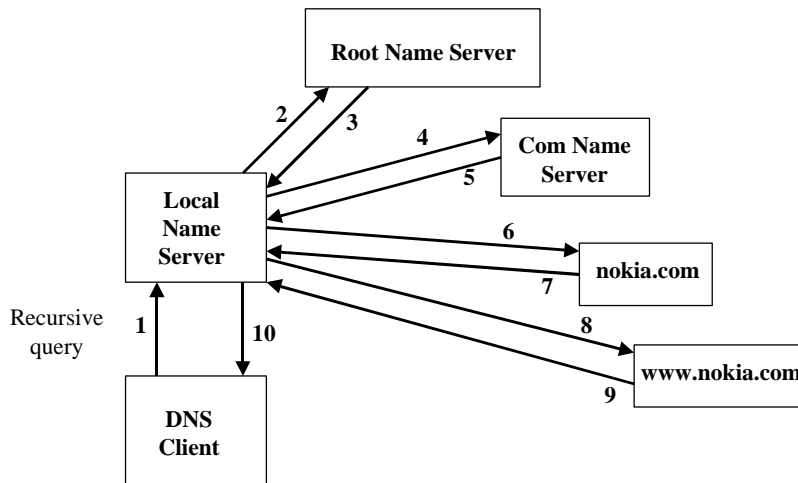 Root Name Server
2
3
4
Com Name
Server
5
Local
Name
Server
6
nokia.com
7
Recursive
query
1
10
8
www.nokia.com
9
DNS
Client